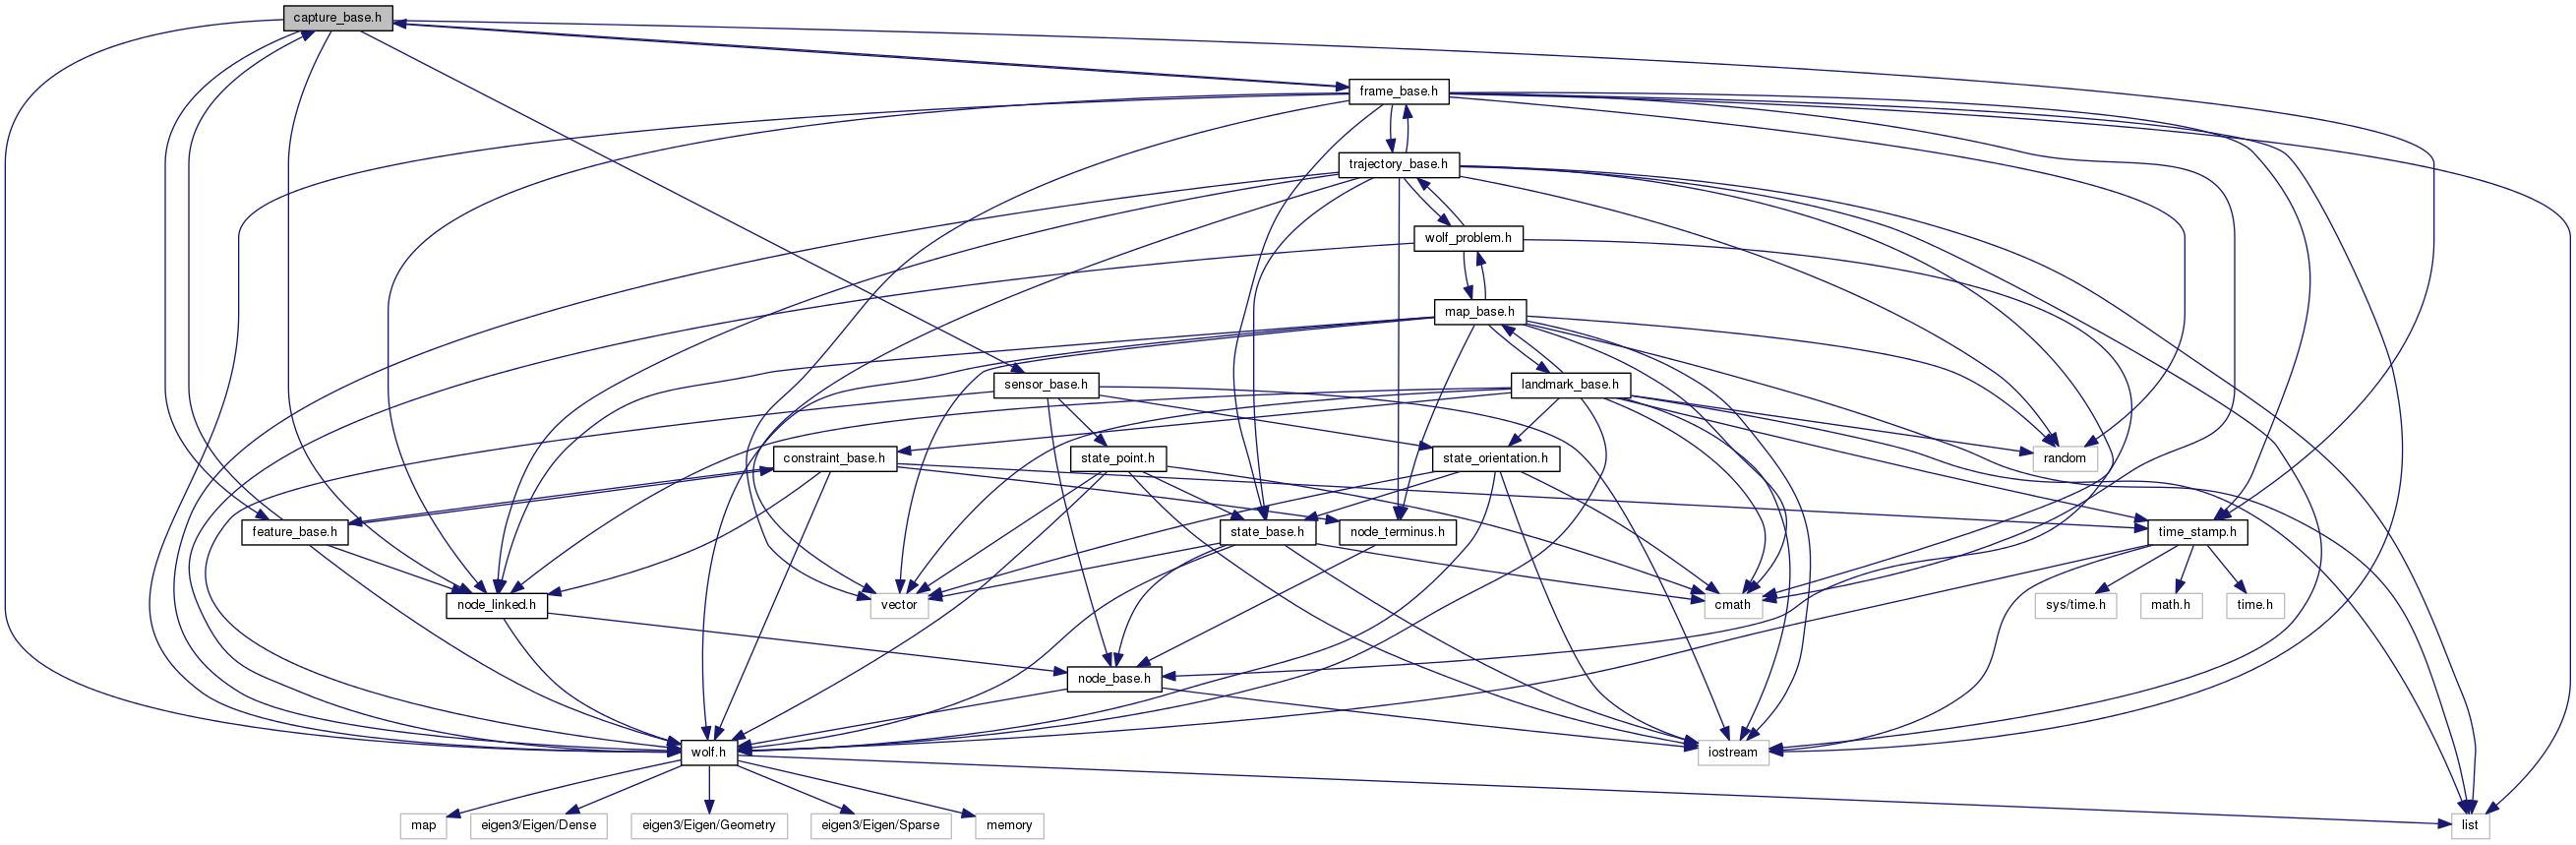 capture_base.h
frame_base.h
trajectory_base.h
wolf_problem.h
map_base.h
sensor_base.h
landmark_base.h
constraint_base.h
state_point.h
state_orientation.h
random
feature_base.h
state_base.h
node_terminus.h
time_stamp.h
node_linked.h
vector
cmath
sys/time.h
math.h
time.h
node_base.h
wolf.h
iostream
map
eigen3/Eigen/Dense
eigen3/Eigen/Geometry
eigen3/Eigen/Sparse
memory
list